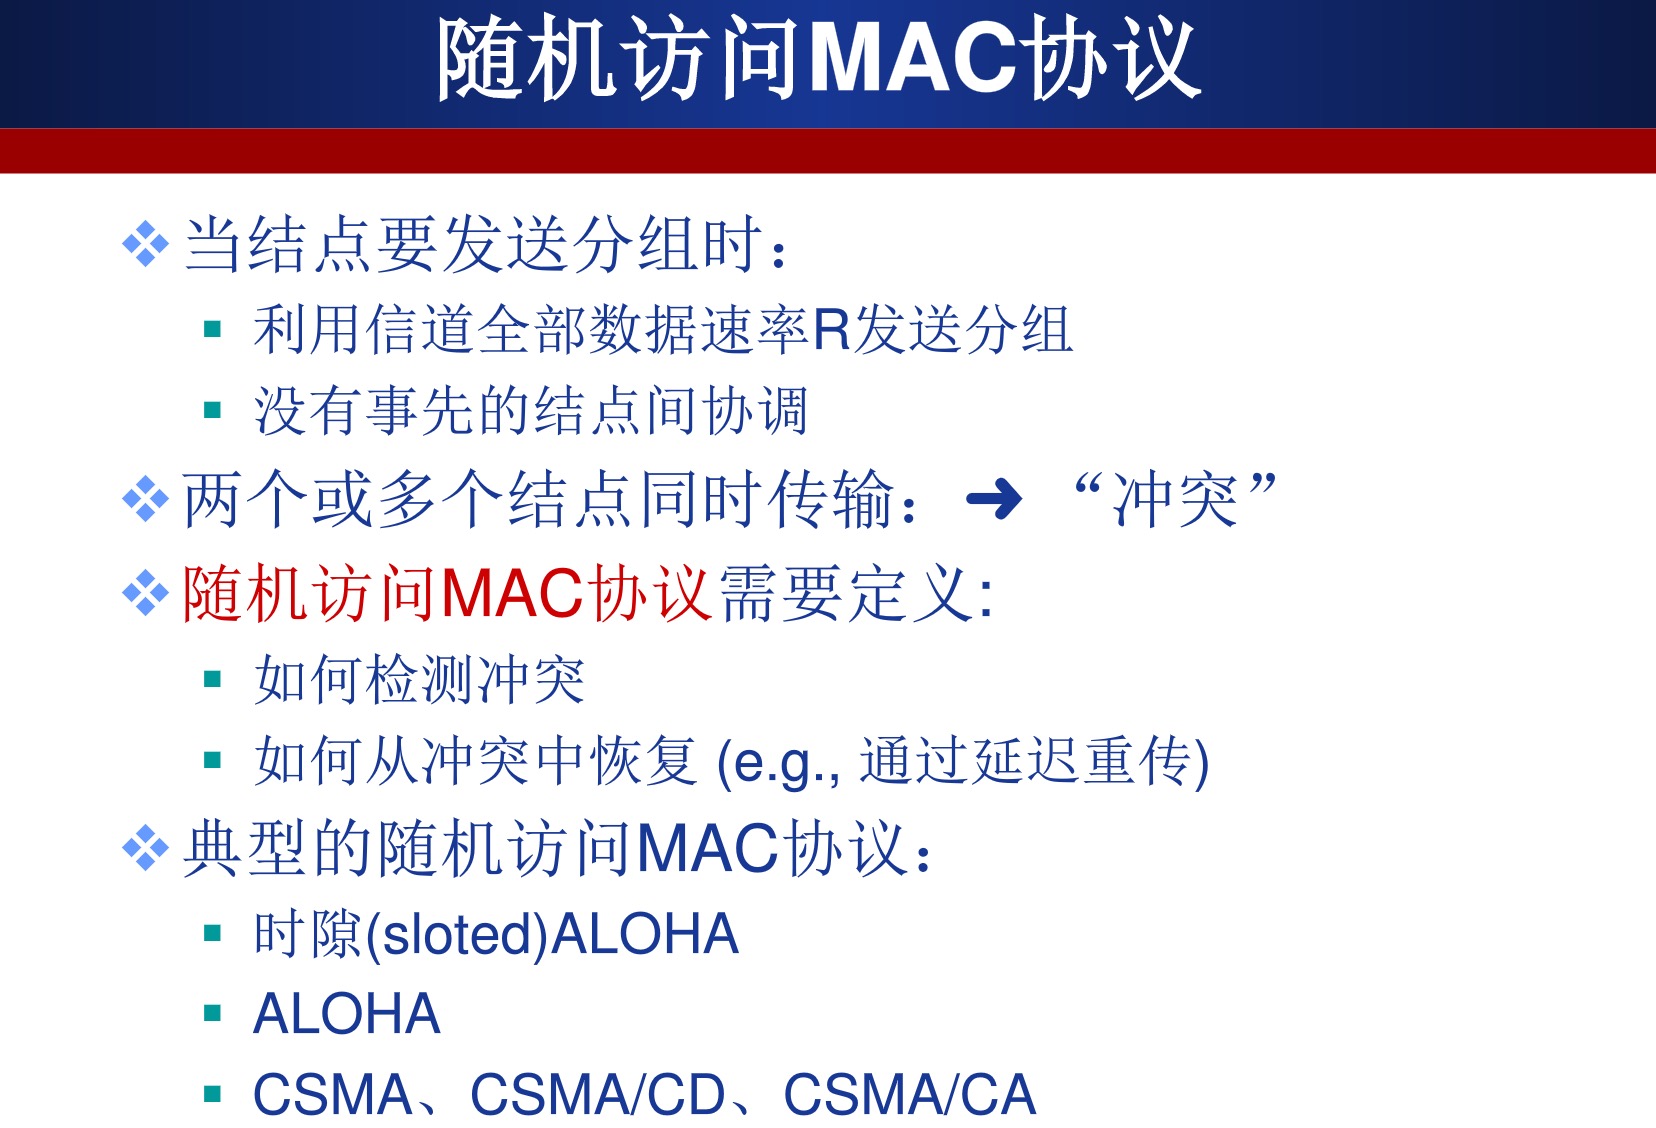 随机访问MAC协议
当结点要发送分组时：
利用信道全部数据速率R发送分组
没有事先的结点间协调
两个或多个结点同时传输：➜ “冲突”
随机访问MAC协议需要定义:
如何检测冲突
如何从冲突中恢复 (e.g., 通过延迟重传)
典型的随机访问MAC协议：
时隙(sloted)ALOHA
ALOHA
CSMA、CSMA/CD、CSMA/CA